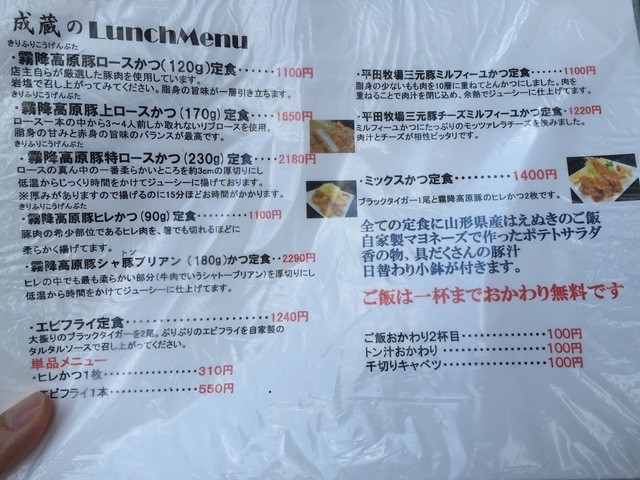 成蔵のLunchMenu
きりふりこうげんぶた
・霧降高原豚ロースかつ(120g)定食・・・・・・1100円
店主自らが厳選した豚肉を使用しています。
岩塩で召し上がってみてください。脂身の旨味が一層引き立ちます。
きりふりこうげんぶた
・霧降高原豚上ロースかつ(170g)定食・・・・1650円
ロース一本の中から3〜4人前しか取れないリブロースを使用。
脂身の甘みと赤身の旨味のバランスが最高です。
きりふりこうげんぶた
・霧降高原豚特ロースかつ(230g)定食・・・・2180円
ロースの真ん中の一番柔らかいところを約3cmの厚切りにし
低温からじっくり時間をかけてジューシーに揚げております。
※厚みがありますので揚げるのに15分ほどお時間がかかります。
きりふりこうげんぶた
・霧降高原豚ヒレかつ(90g)定食・・・・・・・1100円
豚肉の希少部位であるヒレ肉を、箸でも切れるほどに
柔らかく揚げております。
トン
・霧降高原豚シャ豚ブリアン(180g)かつ定食・・2290円
ヒレの中でも最も柔らかい部分(牛肉でいうシャトーブリアン)を厚切りにし
低温から時間をかけてジューシーに仕上げてます。
・エビフライ定食・・・・・・・・・・・・・・1240円
大振りのブラックタイガーを2尾。ぷりぷりのエビフライを自家製の
タルタルソースで召し上がってください。
単品メニュー
・ヒレかつ1枚・・・・・・・・・・・・・310円
エビフライ1本・・・・・・・・・・・・550円
・平田牧場三元豚ミルフィーユかつ定食・・・・1100円
脂身の少ないもも肉を10層に重ねてとんかつにしました。肉を
重ねることで肉汁を閉じ込め、余熱でジューシーに仕上げてます。
・平田牧場三元豚チーズミルフィーユかつ定食・1220円
ミルフィーユかつにたっぷりのモッツァレラチーズを挟みました。
肉汁とチーズが相性ピッタリです。
・ミックスかつ定食・・・・・・・1400円
ブラックタイガー1尾と霧降高原豚のヒレかつ2枚です。
全ての定食に山形県産はえぬきのご飯
自家製マヨネーズで作ったポテトサラダ
香の物、具だくさんの豚汁
日替わり小鉢が付きます。
ご飯は一杯までおかわり無料です
ご飯おかわり2杯目・・・・・・・・・・100円
トン汁おかわり・・・・・・・・・・・・100円
千切りキャベツ・・・・・・・・・・・・100円